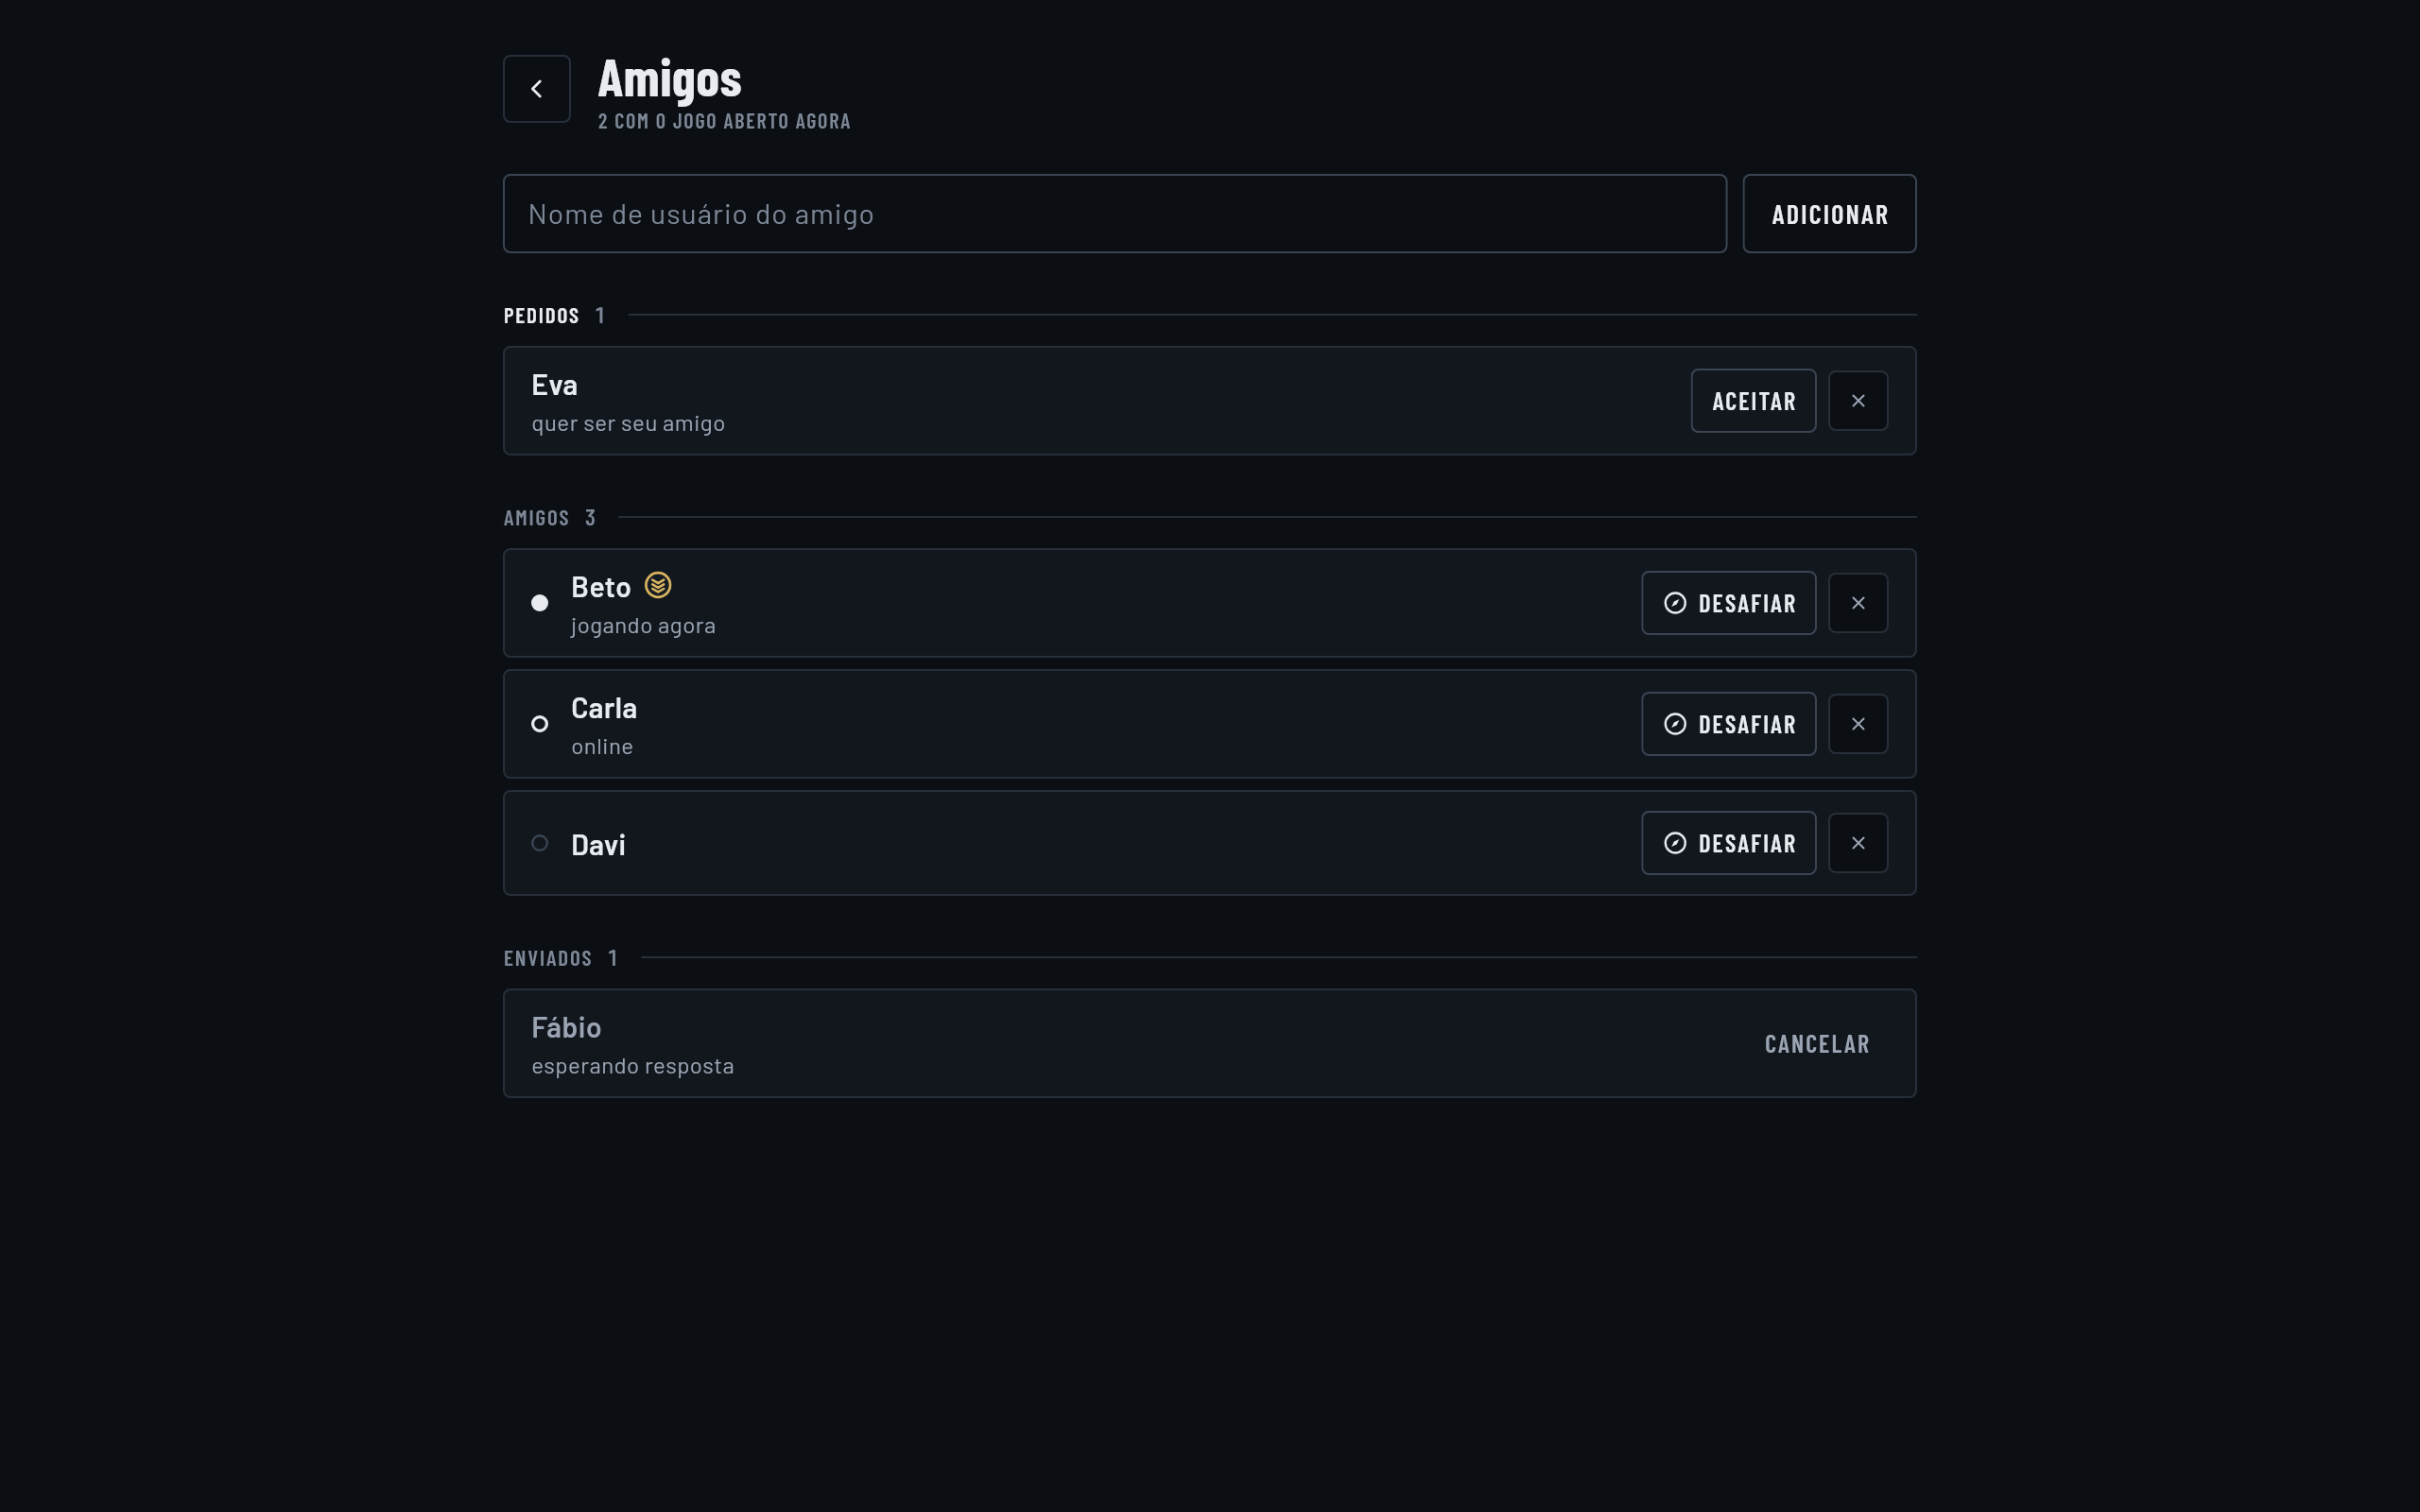 Amigos
2 COM O JOGO ABERTO AGORA
Nome de usuário do amigo
ADICIONAR
PEDIDOS 1
Eva
quer ser seu amigo
ACEITAR
AMIGOS 3
Beto
jogando agora
DESAFIAR
Carla
online
DESAFIAR
Davi
DESAFIAR
ENVIADOS 1
Fábio
esperando resposta
CANCELAR